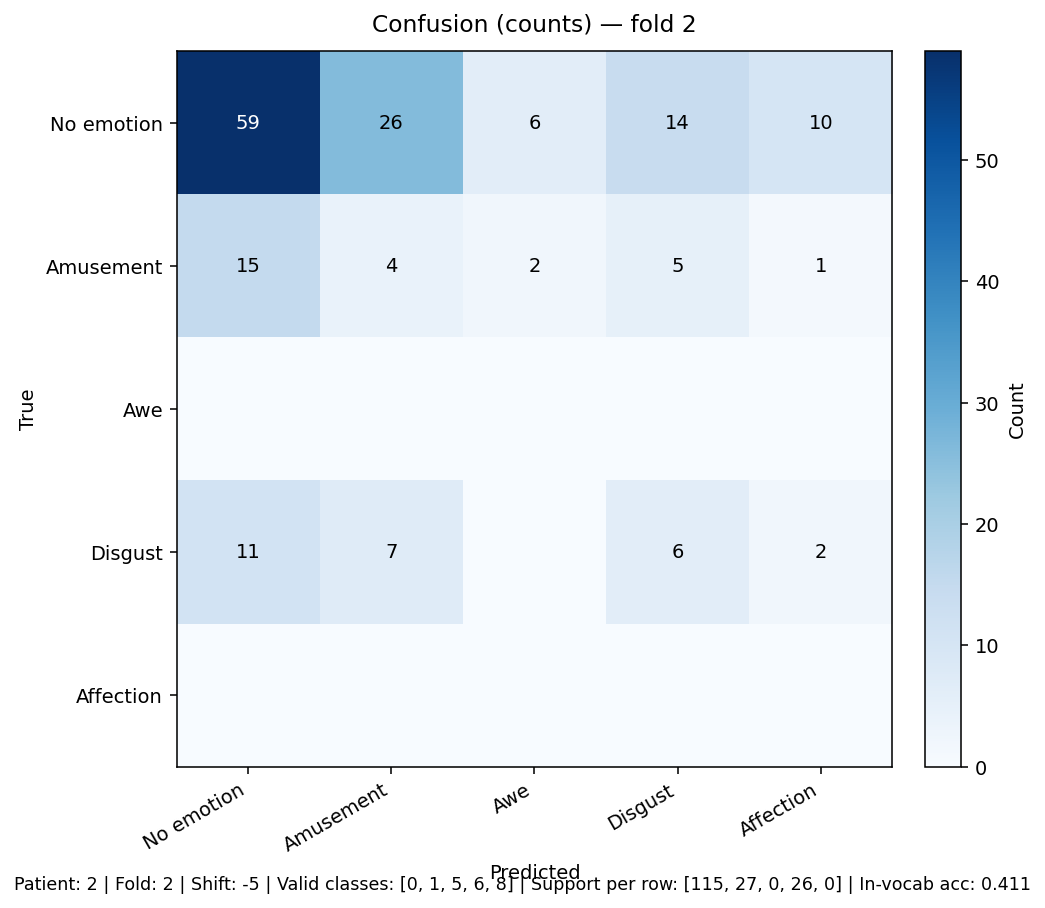 Confusion (counts) — fold 2
No emotion 59 26 6 14 10
Amusement 15 4 2 5 1
Awe
Disgust 11 7 6 2
Affection
True
No emotion Amusement Awe Disgust Affection
Predicted
50
40
30
20
10
0
Count
Patient: 2 | Fold: 2 | Shift: -5 | Valid classes: [0, 1, 5, 6, 8] | Support per row: [115, 27, 0, 26, 0] | In-vocab acc: 0.411